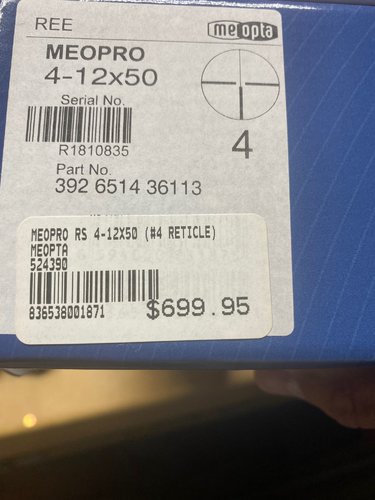 REE
meopta
MEOPRO
4-12x50
Serial No.
R1810835
4
Part No.
392 6514 36113
MEOPRO RS 4-12X50 (#4 RETICLE)
MEOPTA
524390
836538001871
$699.95